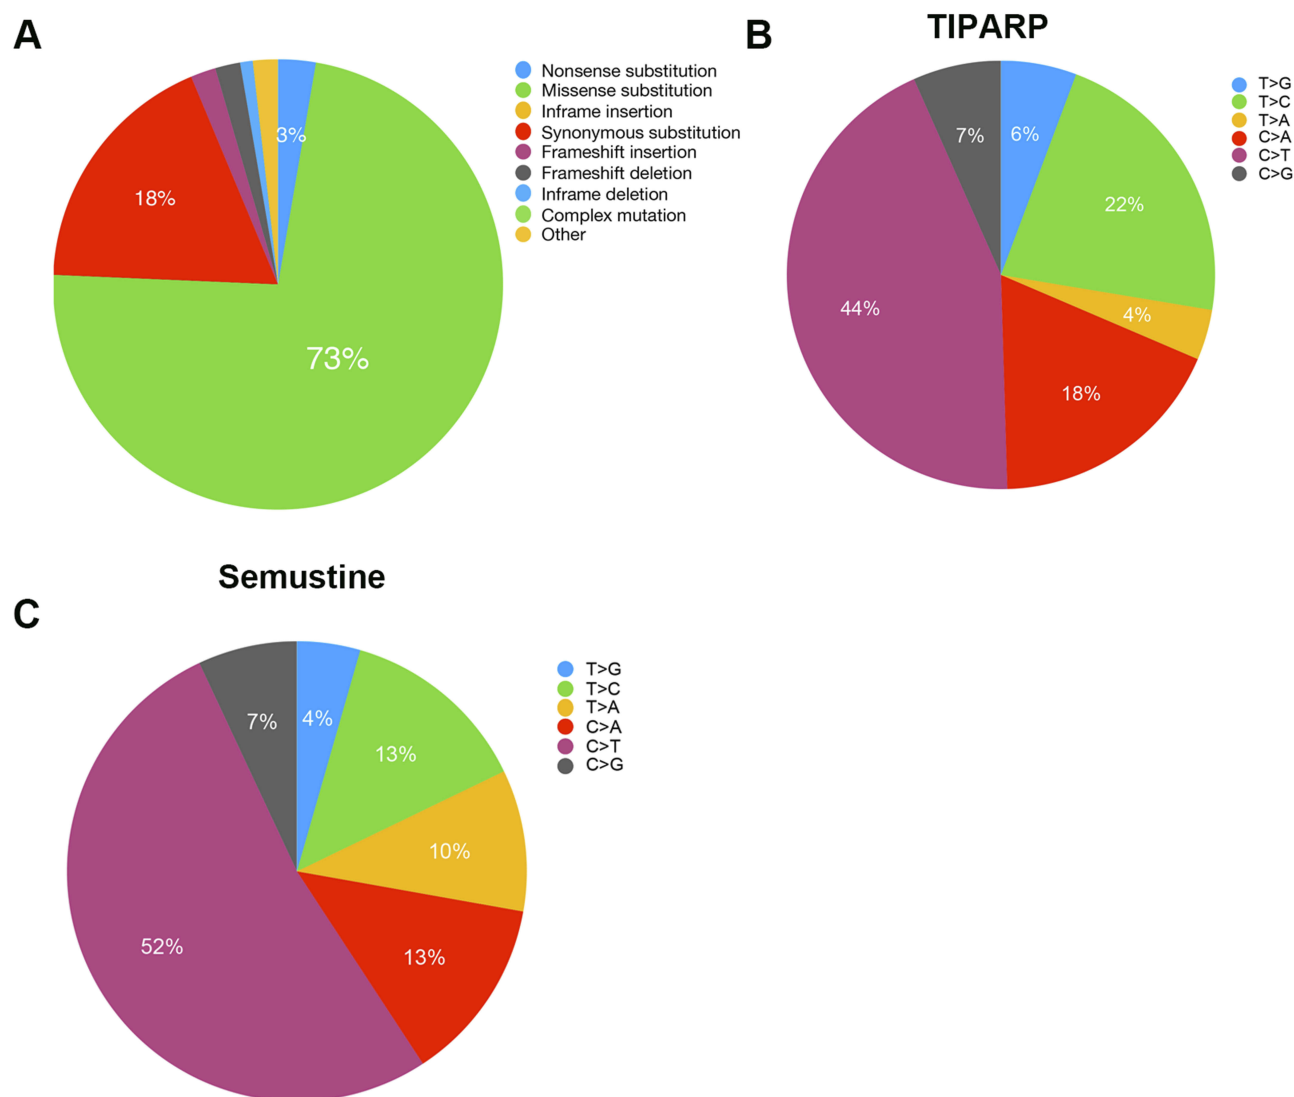 A
3%
18%
73%
Nonsense substitution
Missense substitution
Inframe insertion
Synonymous substitution
Frameshift insertion
Frameshift deletion
Inframe deletion
Complex mutation
Other
B
TIPARP
7%
6%
22%
4%
44%
18%
T>G
T>C
T>A
C>A
C>T
C>G
Semustine
C
7%
4%
13%
10%
52%
13%
T>G
T>C
T>A
C>A
C>T
C>G